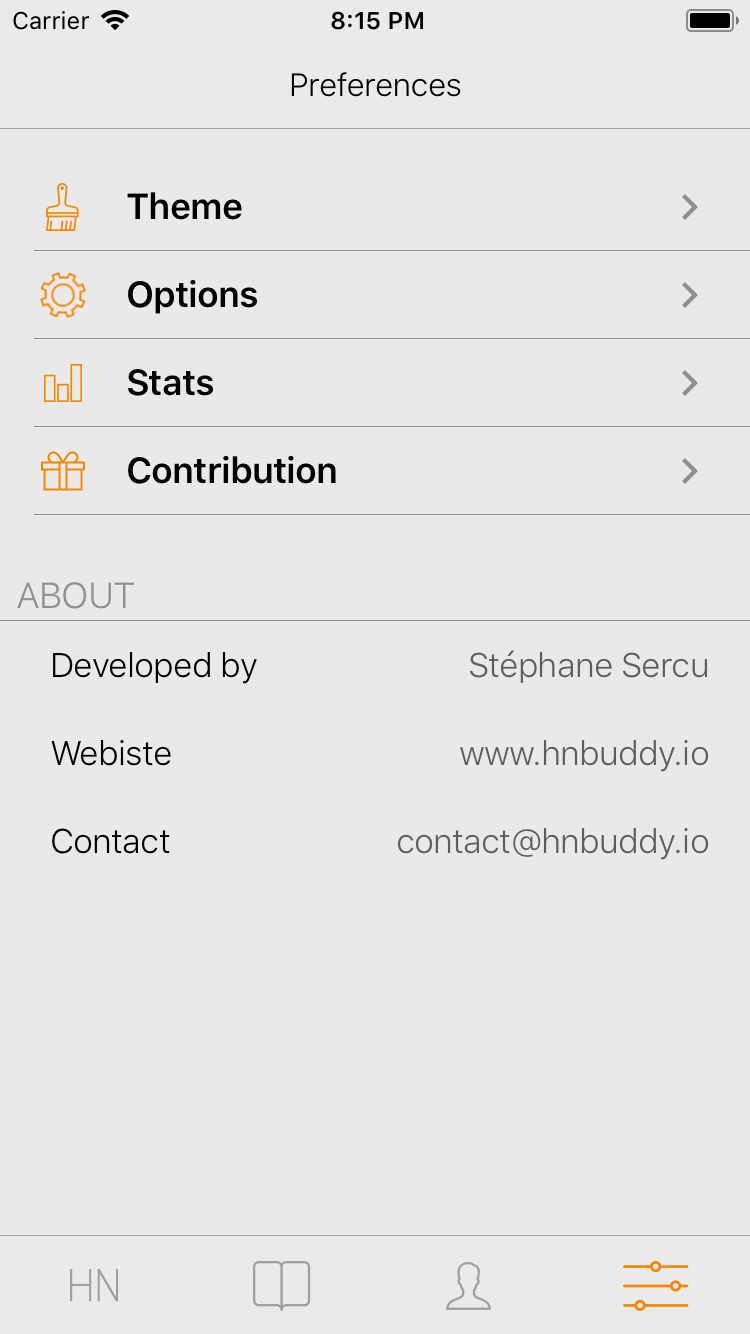 Carrier 8:15 PM
Preferences
Theme
Options
Stats
Contribution
ABOUT
Developed by Stéphane Sercu
Webiste www.hnbuddy.io
Contact contact@hnbuddy.io
HN